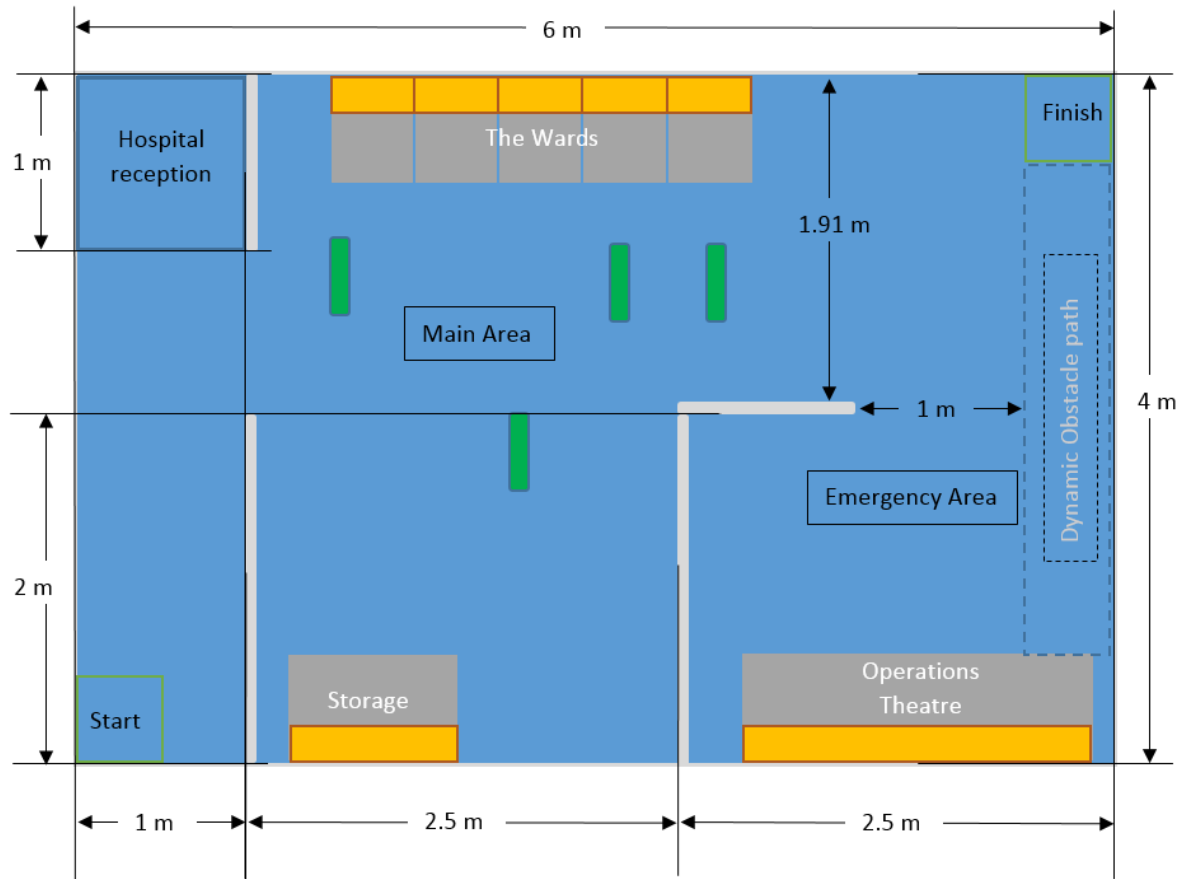 6 m
Hospital
reception
1 m
The Wards
Finish
1.91 m
Main Area
1 m
4 m
Dynamic Obstacle path
Emergency Area
2 m
Start
Storage
Operations
Theatre
1 m
2.5 m
2.5 m